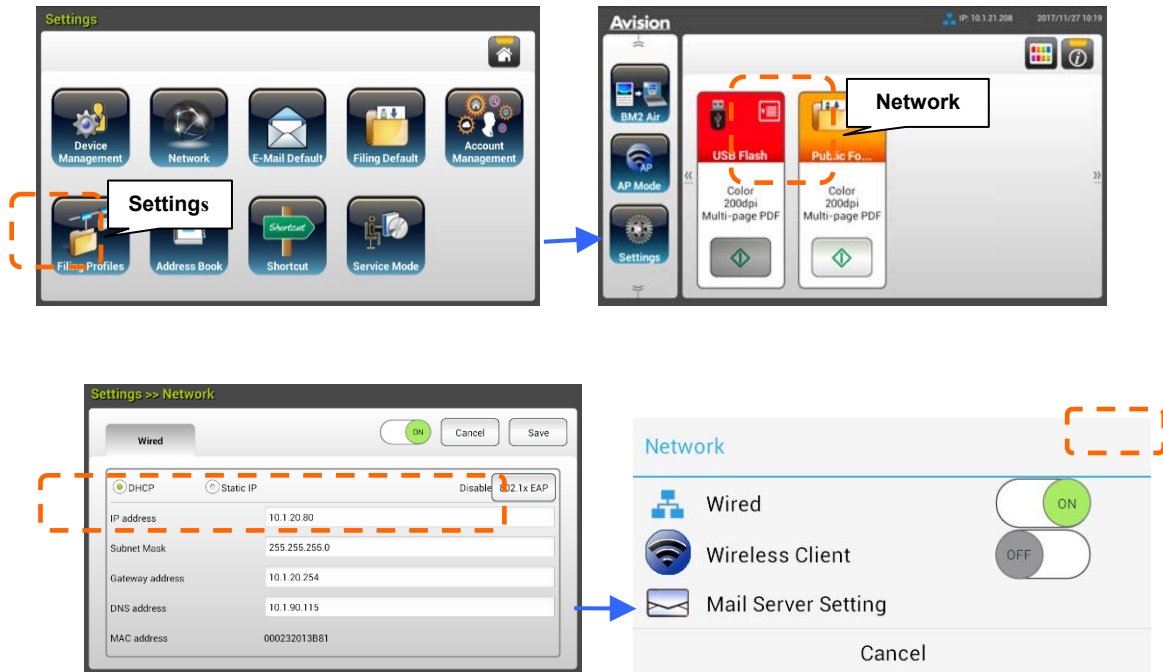 Settings
Device
Management
Network
E-Mail Default
Filing Default
Account
Management
Settings
Filing Profiles
Address Book
Shortcut
Shortcut
Service Mode
Avision
IP: 10.1.21.208
2017/11/27 10:19
BM2 Air
AP
AP Mode
Settings
Network
USB Flash
Public Fo...
Color
200dpi
Multi-page PDF
Color
200dpi
Multi-page PDF
Settings >> Network
Wired
ON
Cancel
Save
DHCP
Static IP
Disable
802.1x EAP
IP address
10.1.20.80
Subnet Mask
255.255.255.0
Gateway address
10.1.20.254
DNS address
10.1.90.115
MAC address
000232013B81
Network
Wired
ON
Wireless Client
OFF
Mail Server Setting
Cancel